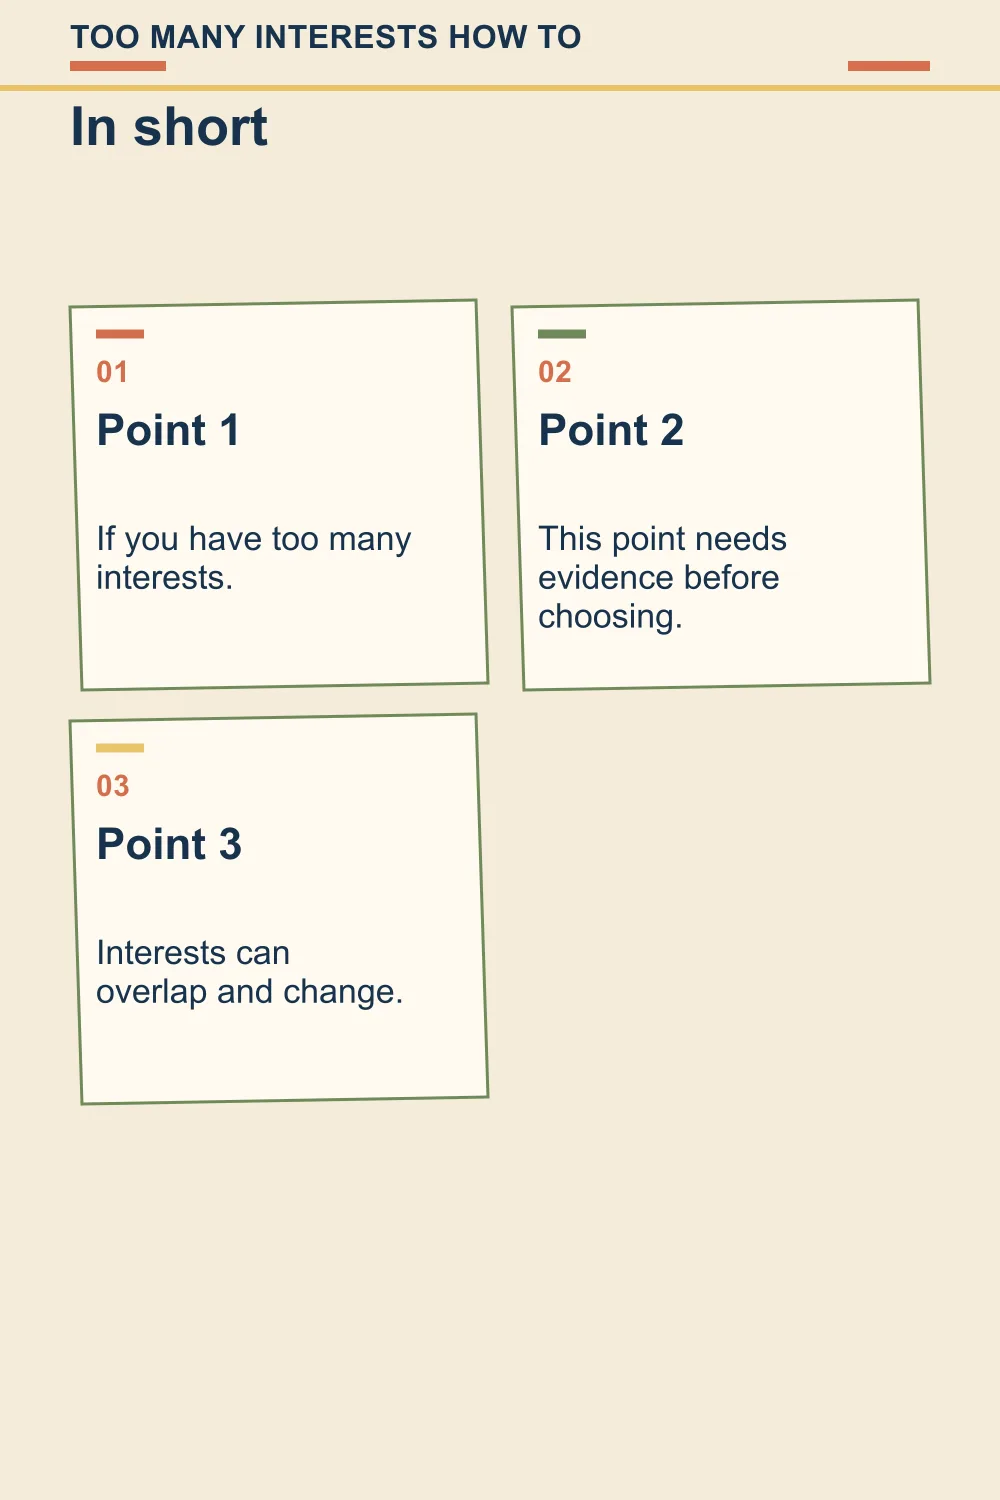 TOO MANY INTERESTS HOW TO
In short
01
Point 1
If you have too many
interests.
02
Point 2
This point needs
evidence before
choosing.
03
Point 3
Interests can
overlap and change.